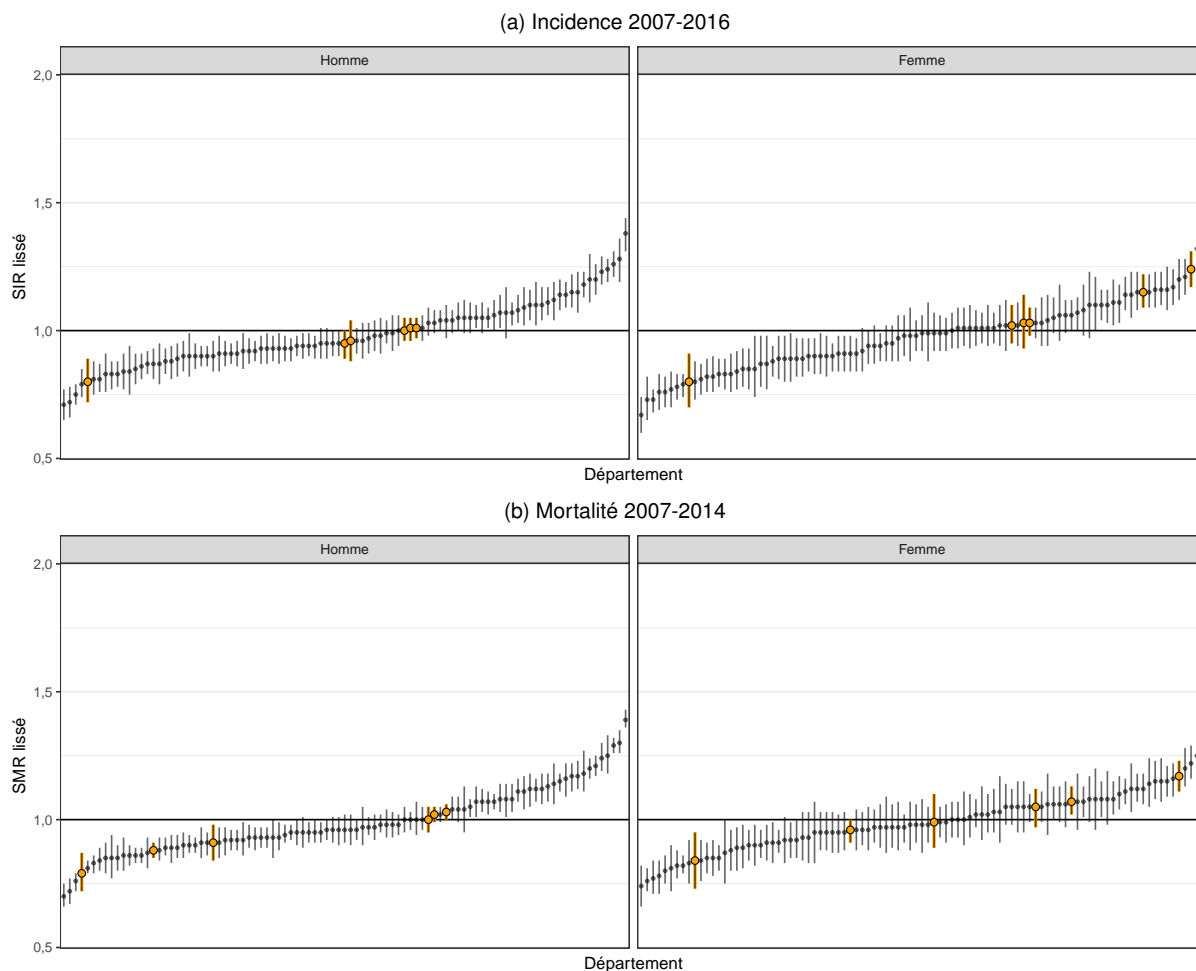 (a) Incidence 2007-2016
Homme
Femme
2,0
1,5
1,0
0,5
SIR lissé
Département
(b) Mortalité 2007-2014
Homme
Femme
2,0
1,5
1,0
0,5
SMR lissé
Département